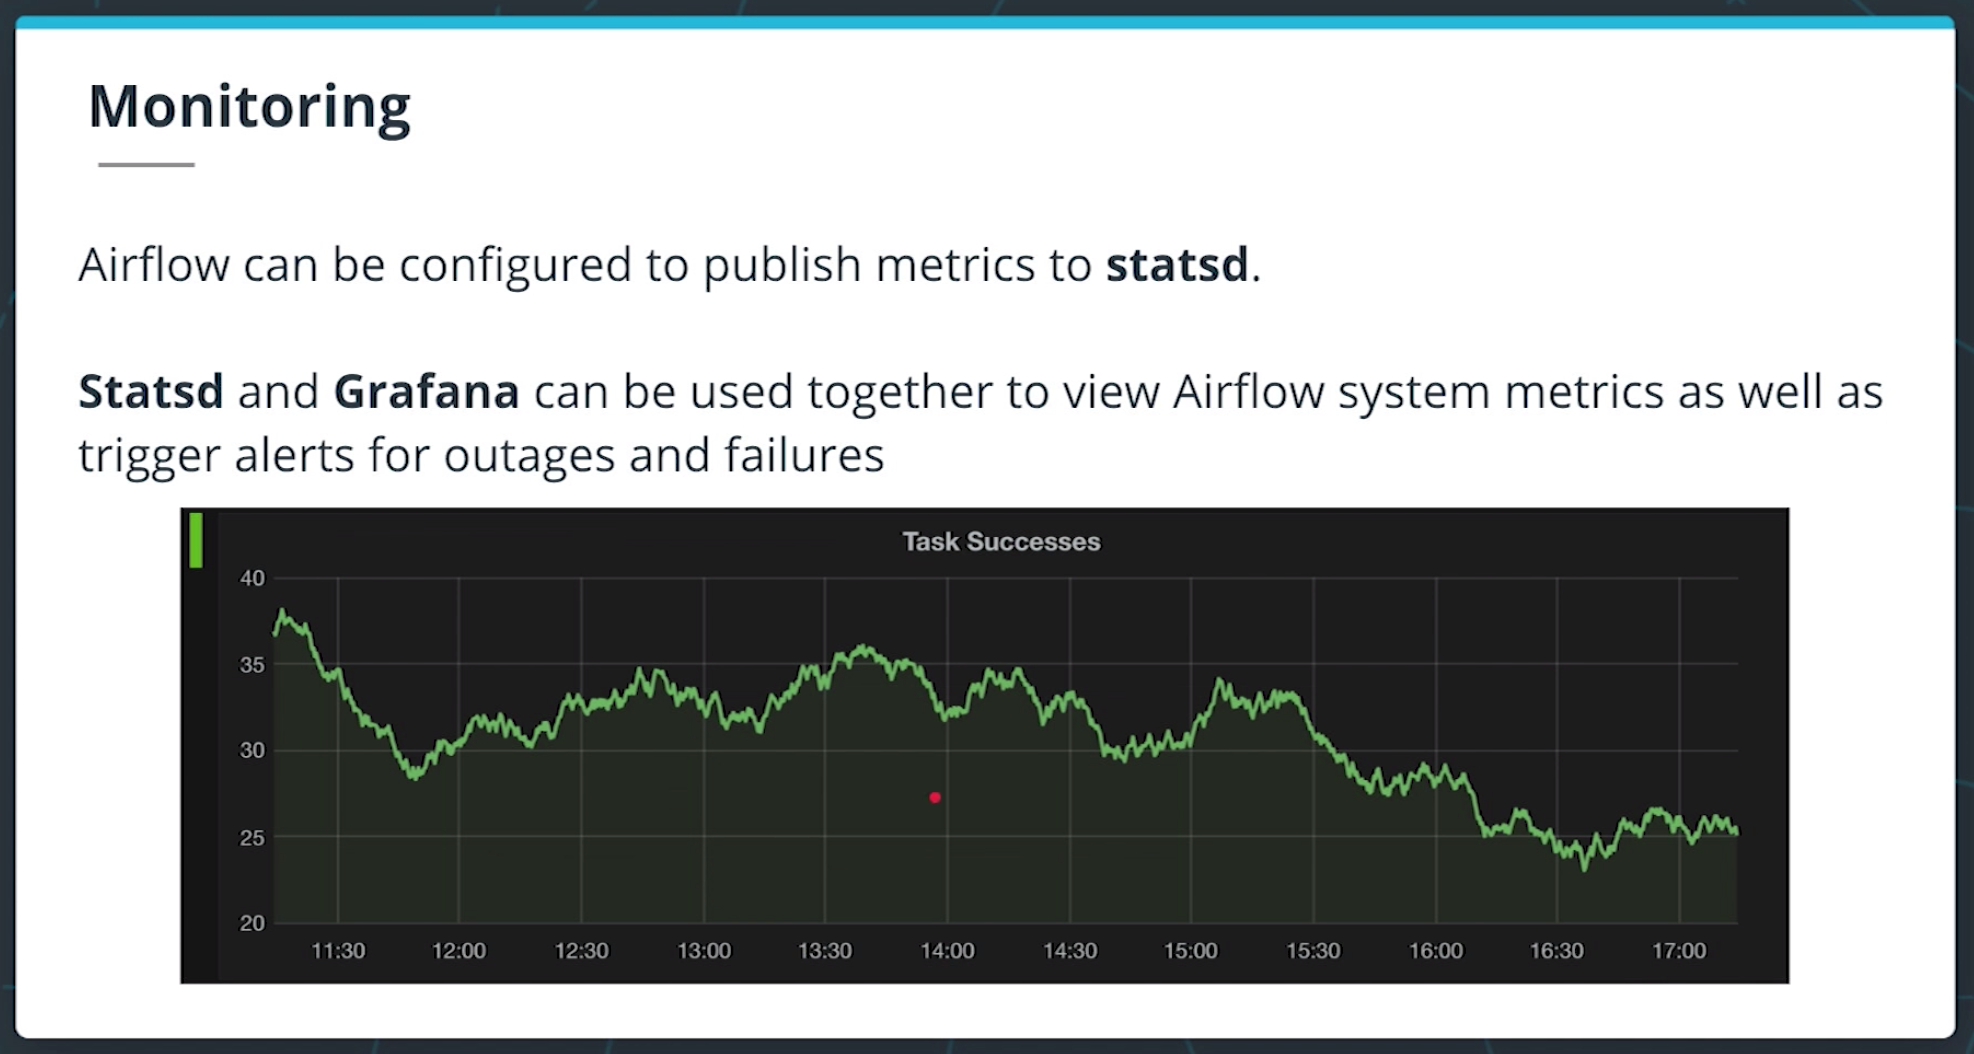 Monitoring
Airflow can be configured to publish metrics to statsd.
Statsd and Grafana can be used together to view Airflow system metrics as well as
trigger alerts for outages and failures
Task Successes
40
35
30
25
20
11:30 12:00 12:30 13:00 13:30 14:00 14:30 15:00 15:30 16:00 16:30 17:00